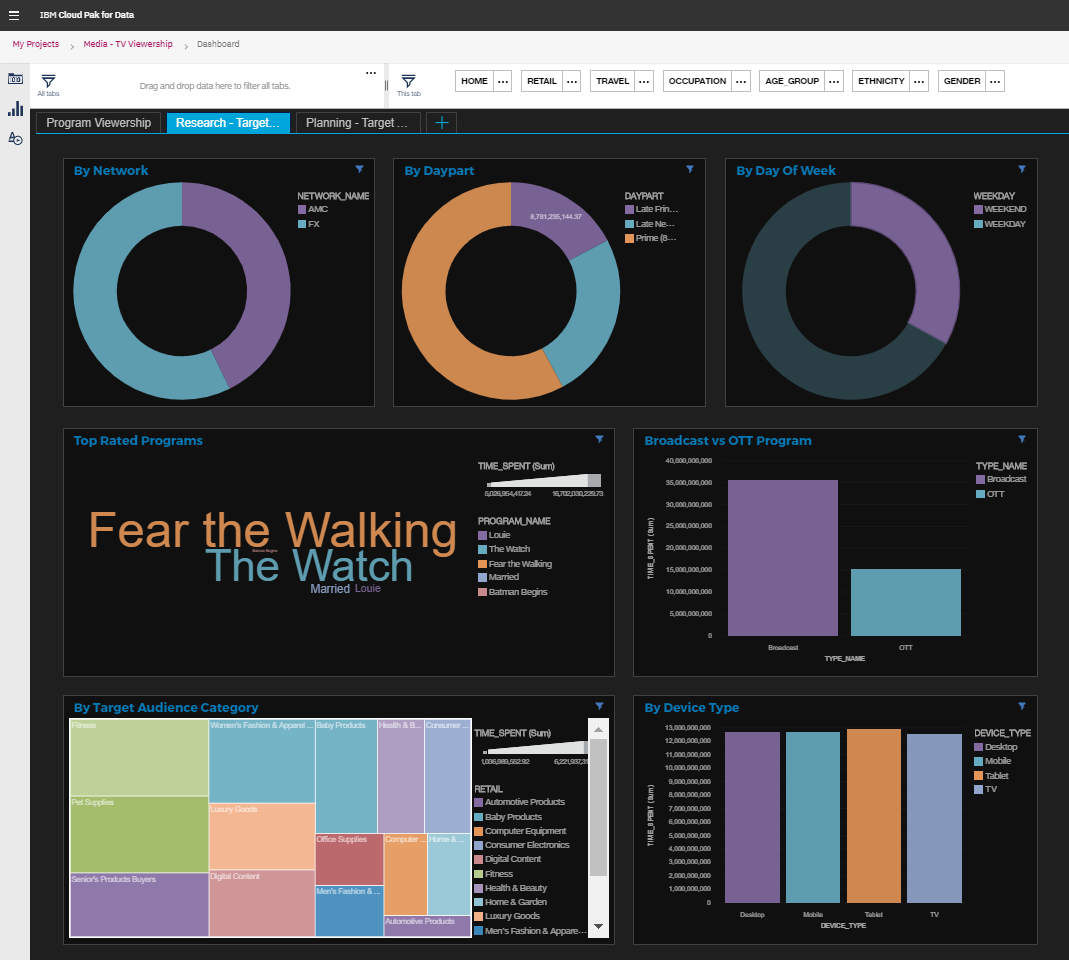 IBM Cloud Pak for Data
My Projects > Media - TV Viewership > Dashboard
All tabs
Drag and drop data here to filter all tabs.
...
This tab
HOME ...
RETAIL ...
TRAVEL ...
OCCUPATION ...
AGE_GROUP ...
ETHNICITY ...
GENDER ...
Program Viewership
Research - Target...
Planning - Target ...
+
By Network
NETWORK_NAME
AMC
FX
By Daypart
8,781,235,144.37
DAYPART
Late Frin...
Late Ne...
Prime (8...
By Day Of Week
WEEKDAY
WEEKEND
WEEKDAY
Top Rated Programs
Fear the Walking
Batman Begins
The Watch
Married
Louie
TIME_SPENT (Sum)
5,026,954,417.24
16,702,030,229.73
PROGRAM_NAME
Louie
The Watch
Fear the Walking
Married
Batman Begins
Broadcast vs OTT Program
TIME_SPENT (Sum)
40,000,000,000
35,000,000,000
30,000,000,000
25,000,000,000
20,000,000,000
15,000,000,000
10,000,000,000
5,000,000,000
0
Broadcast
OTT
TYPE_NAME
TYPE_NAME
Broadcast
OTT
By Target Audience Category
Fitness
Women's Fashion & Apparel ...
Baby Products
Health & B...
Consumer ...
Pet Supplies
Luxury Goods
Office Supplies
Computer ...
Home & ...
Senior's Products Buyers
Digital Content
Men's Fashion & ...
Automotive Products
TIME_SPENT (Sum)
1,036,989,582.92
6,221,937,31
RETAIL
Automotive Products
Baby Products
Computer Equipment
Consumer Electronics
Digital Content
Fitness
Health & Beauty
Home & Garden
Luxury Goods
Men's Fashion & Appare...
By Device Type
TIME_SPENT (Sum)
13,000,000,000
12,000,000,000
11,000,000,000
10,000,000,000
9,000,000,000
8,000,000,000
7,000,000,000
6,000,000,000
5,000,000,000
4,000,000,000
3,000,000,000
2,000,000,000
1,000,000,000
0
Desktop
Mobile
Tablet
TV
DEVICE_TYPE
DEVICE_TYPE
Desktop
Mobile
Tablet
TV